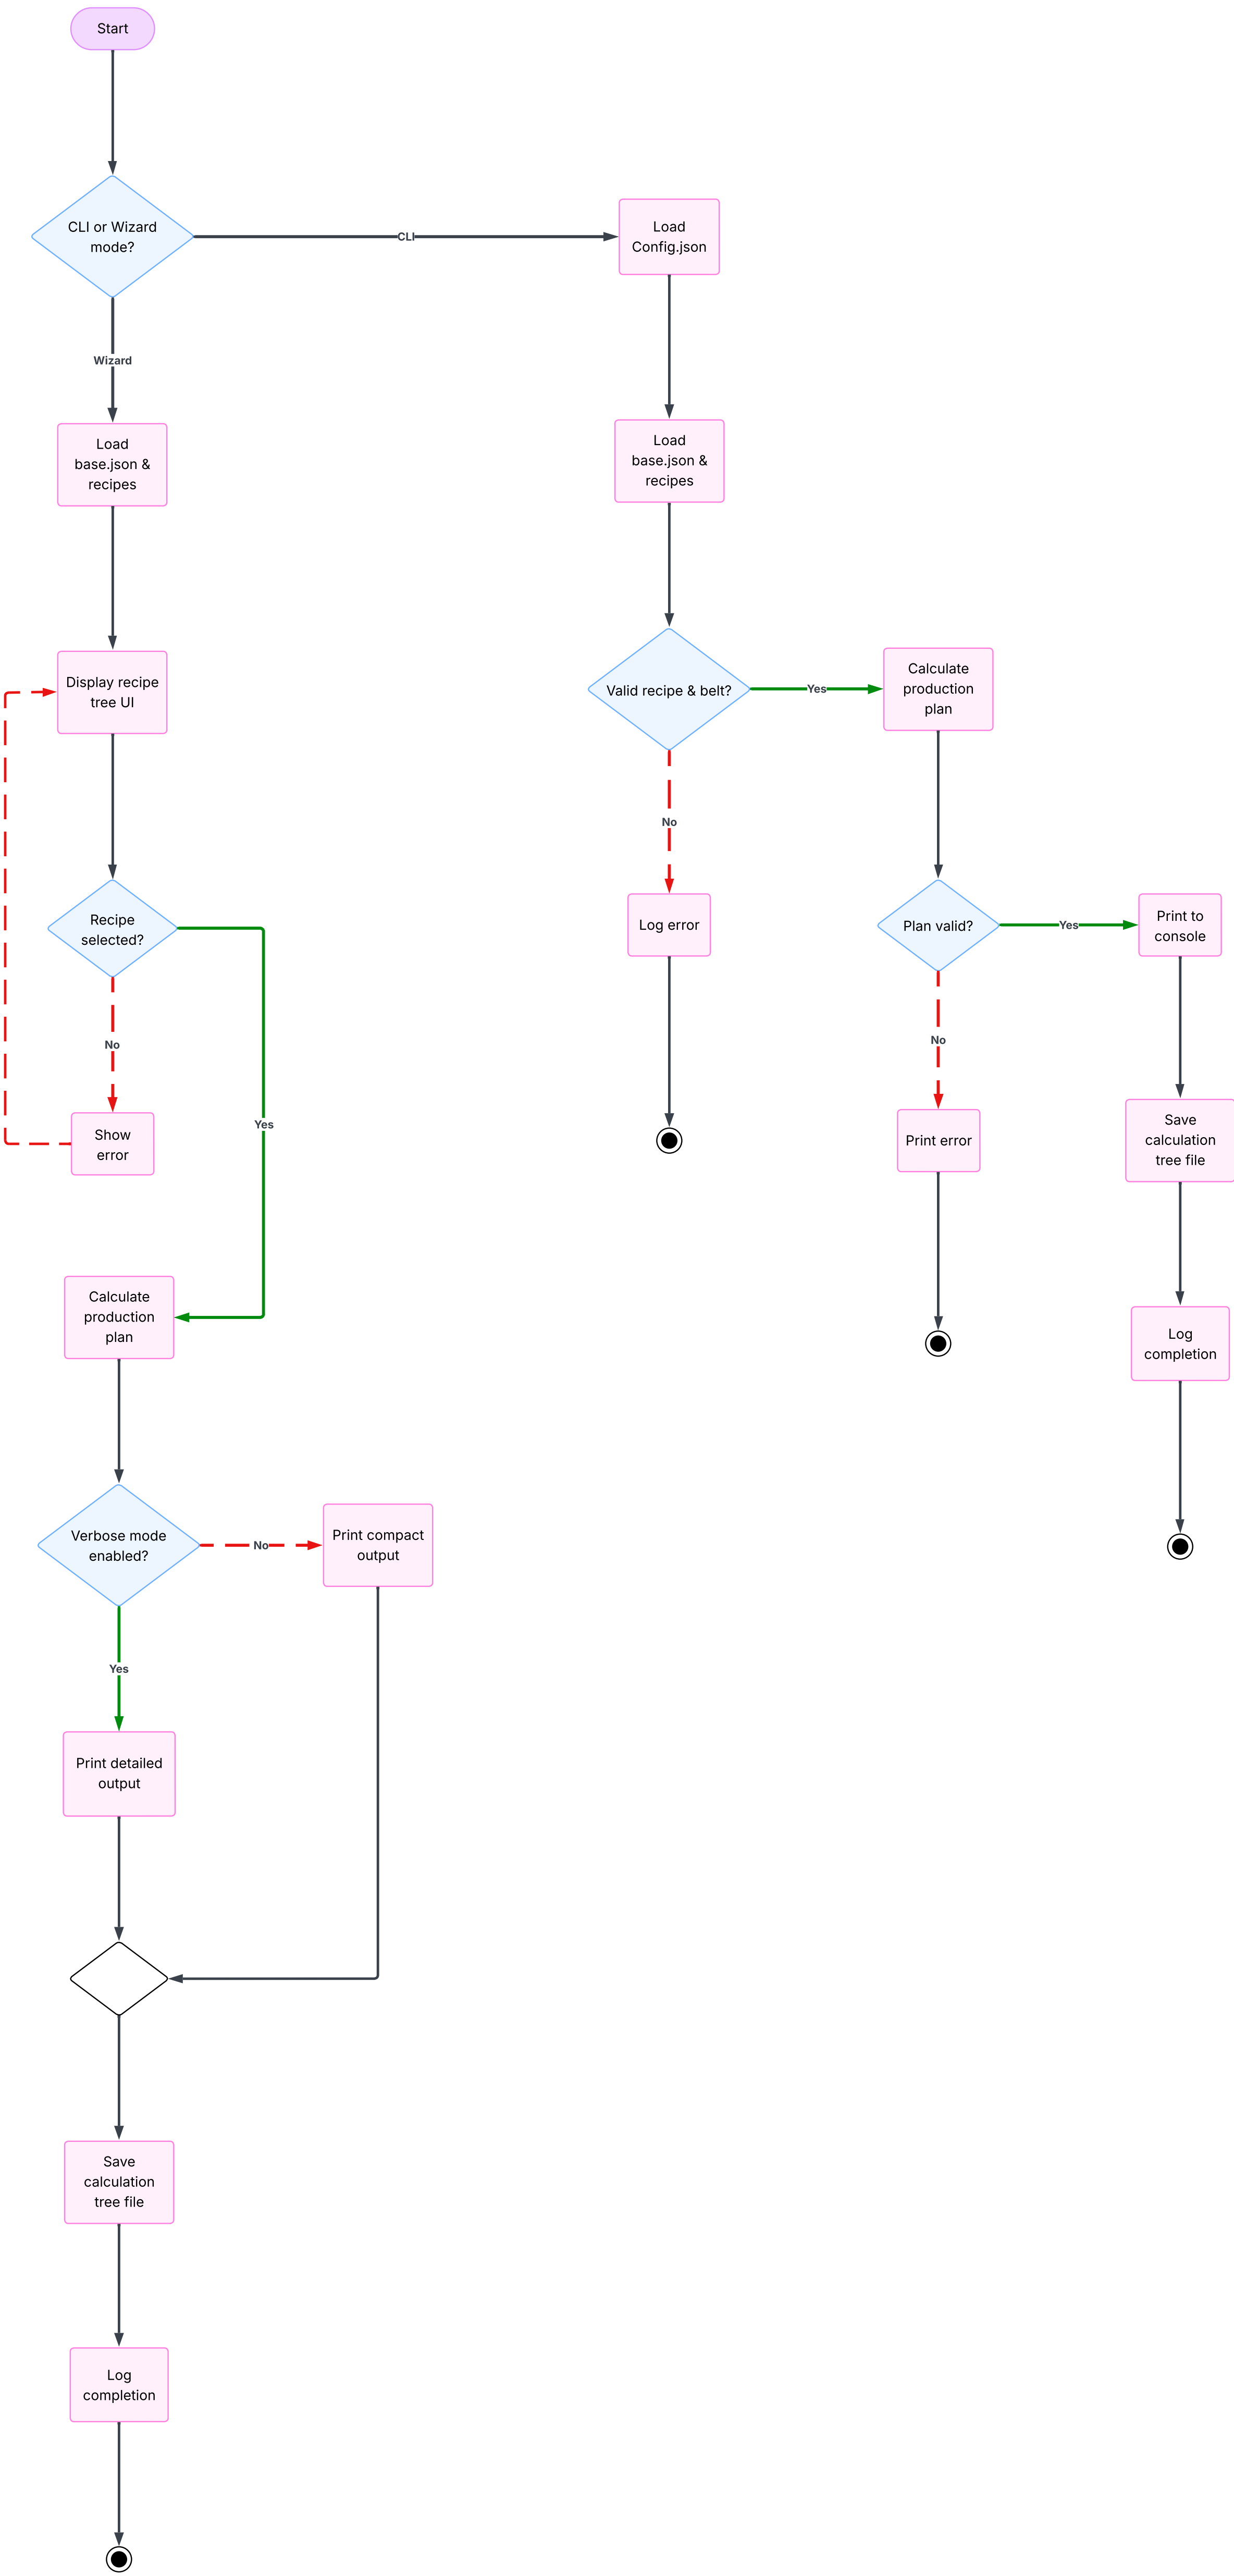 Start
CLI or Wizard
mode?
CLI
Load
Config.json
Wizard
Load
base.json &
recipes
Load
base.json &
recipes
Display recipe
tree UI
Valid recipe & belt?
Yes
Calculate
production
plan
No
Recipe
selected?
Log error
Plan valid?
Yes
Print to
console
No
No
Show
error
Yes
Print error
Save
calculation
tree file
Calculate
production
plan
Log
completion
Verbose mode
enabled?
No
Print compact
output
Yes
Print detailed
output
Save
calculation
tree file
Log
completion